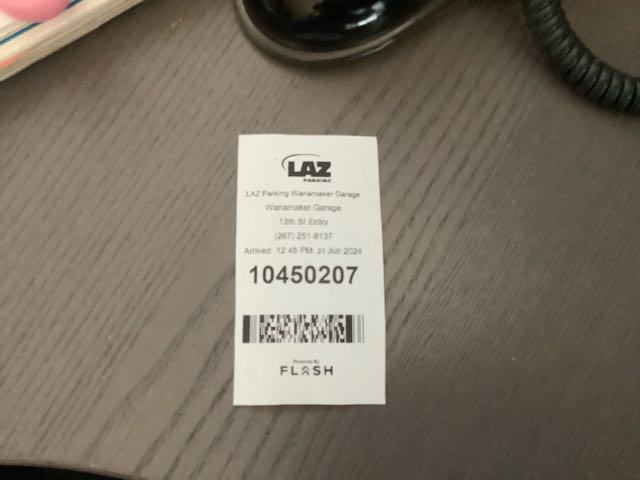 LAZ
PARKING
LAZ Parking Wanamaker Garage
Wanamaker Garage
13th St Entry
(267) 251-8137
Arrived 12:48 PM 21 Jun 2024
10450207
Powered By
FLASH